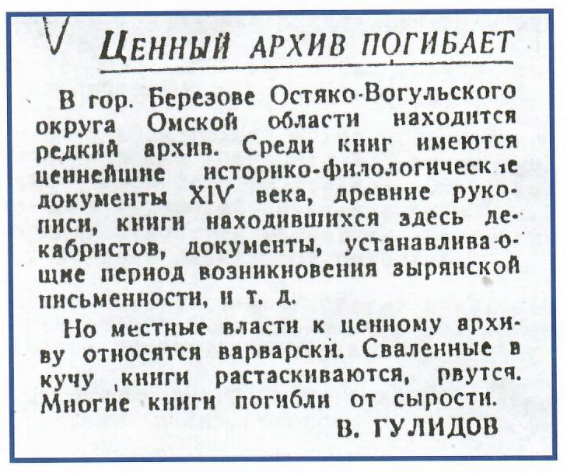 V ЦЕННЫЙ АРХИВ ПОГИБАЕТ
В гор. Березове Остяко-Вогульского
округа Омской области находится
редкий архив. Среди книг имеются
ценнейшие историко-филологическ.е
документы XIV века, древние руко-
писи, книги находившихся здесь де-
кабристов, документы, устанавлива-о-
щие период возникновения зырянской
письменности, и т. д.
Но местные власти к ценному архи-
ву относятся варварски. Сваленные в
кучу книги растаскиваются, рвутся.
Многие книги погибли от сырости.
В. ГУЛИДОВ